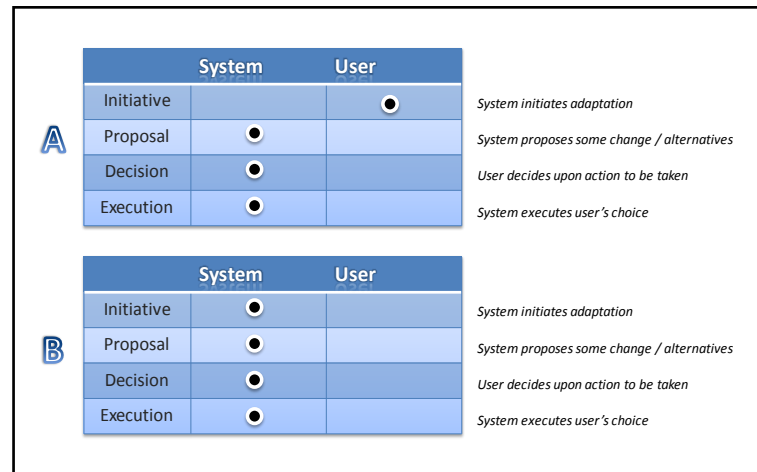 System User
Initiative System initiates adaptation
A Proposal System proposes some change / alternatives
Decision User decides upon action to be taken
Execution System executes user's choice
System User
Initiative System initiates adaptation
Proposal System proposes some change / alternatives
B Decision User decides upon action to be taken
Execution System executes user's choice